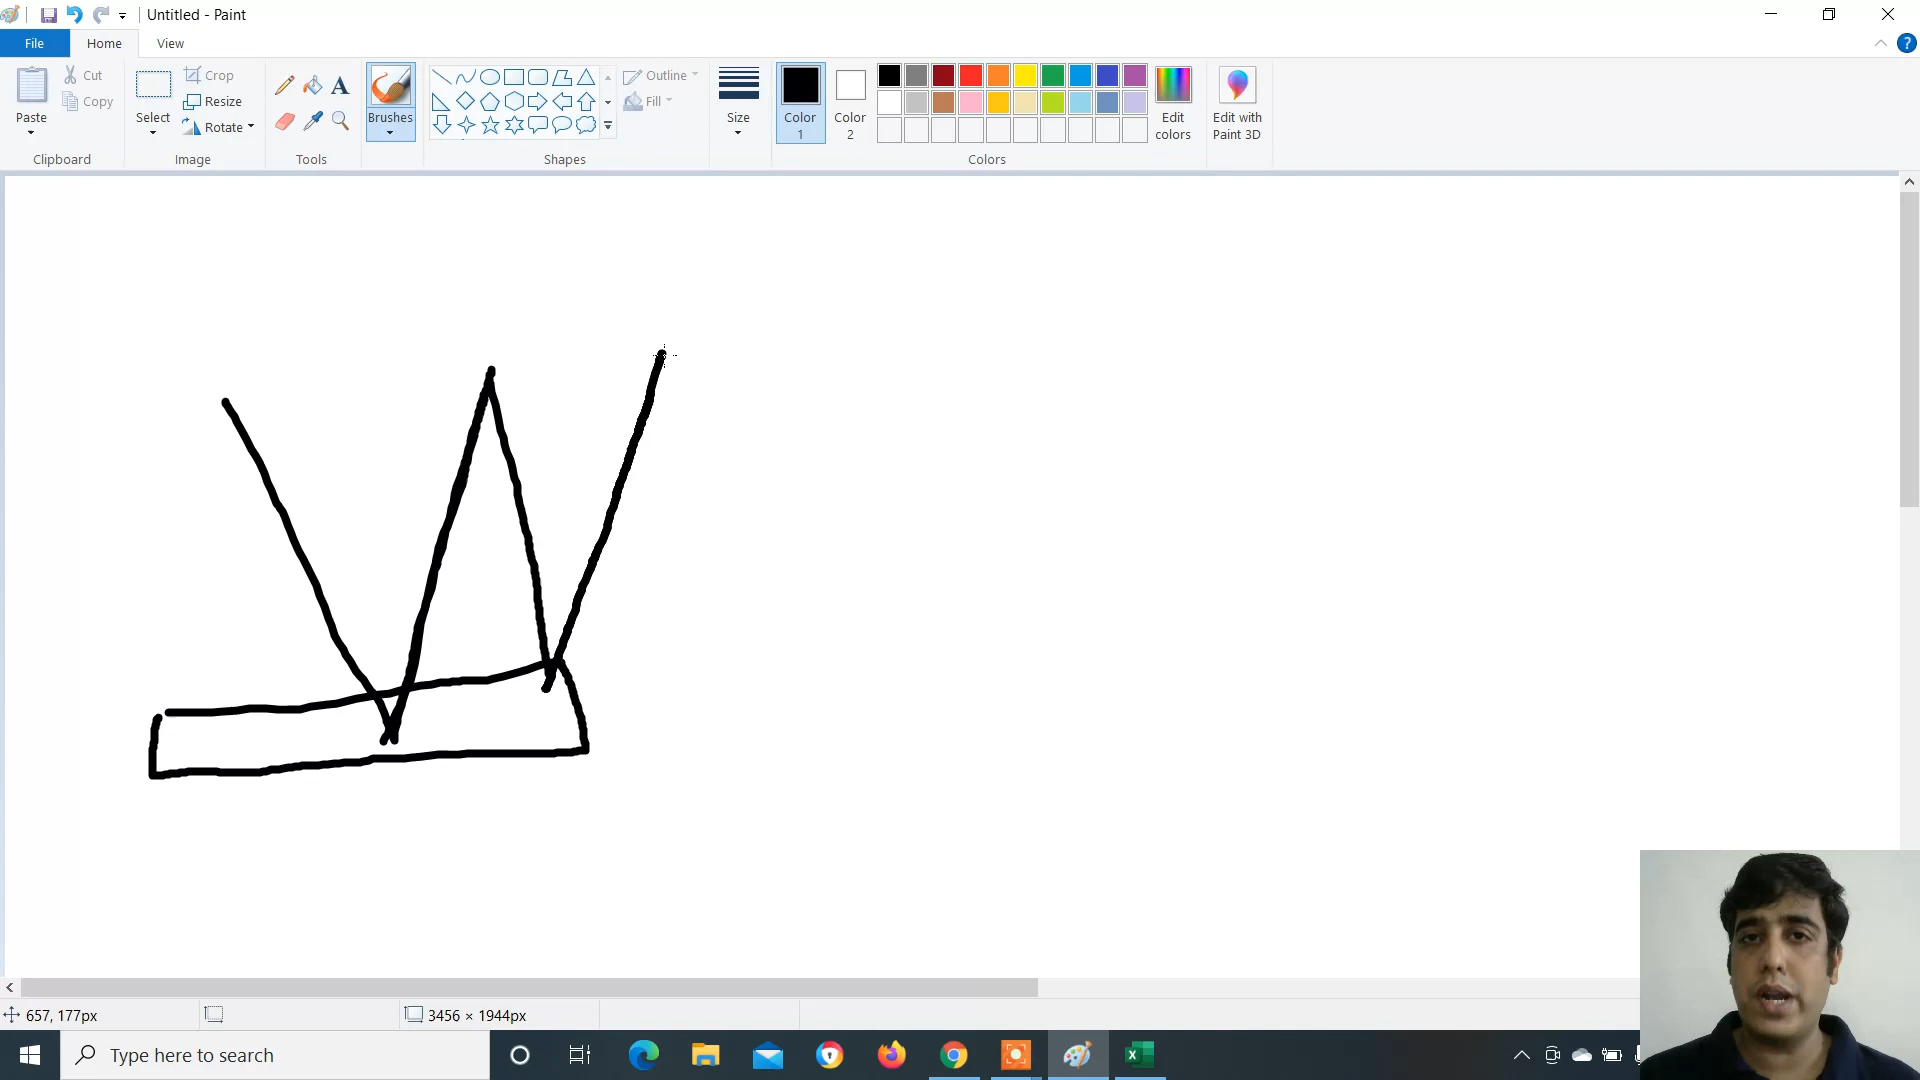 Untitled - Paint
File Home View
Paste Cut Copy Clipboard
Select Crop Resize Rotate Image
A
Tools
Brushes
Outline Fill Shapes
Size
Color 1 Color 2 Edit colors Colors
Edit with Paint 3D
?
657, 177px 3456 × 1944px
Type here to search